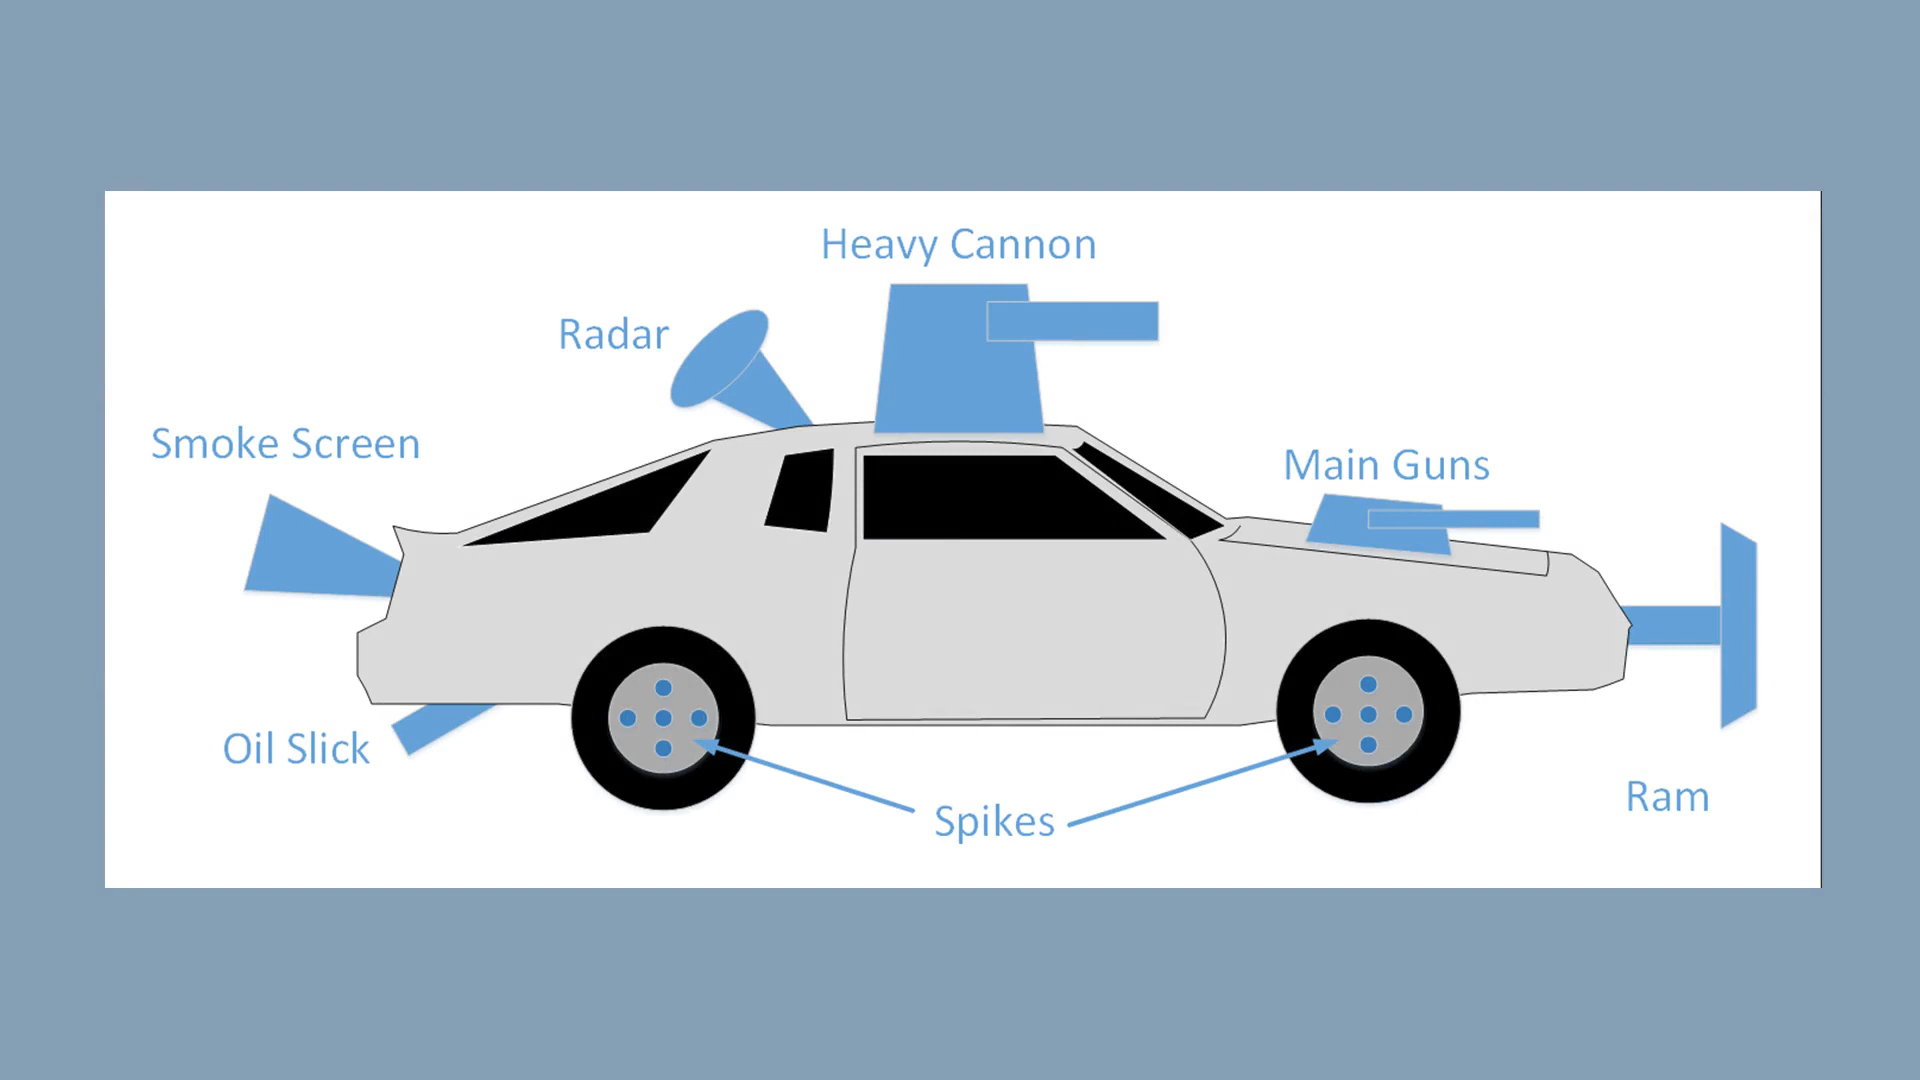 Heavy Cannon
Radar
Smoke Screen
Main Guns
Oil Slick
Spikes
Ram